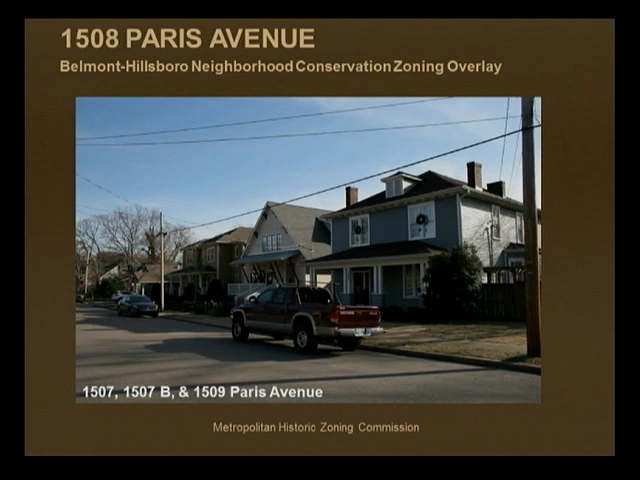 1508 PARIS AVENUE
Belmont-Hillsboro Neighborhood Conservation Zoning Overlay
1507, 1507 B, & 1509 Paris Avenue
Metropolitan Historic Zoning Commission